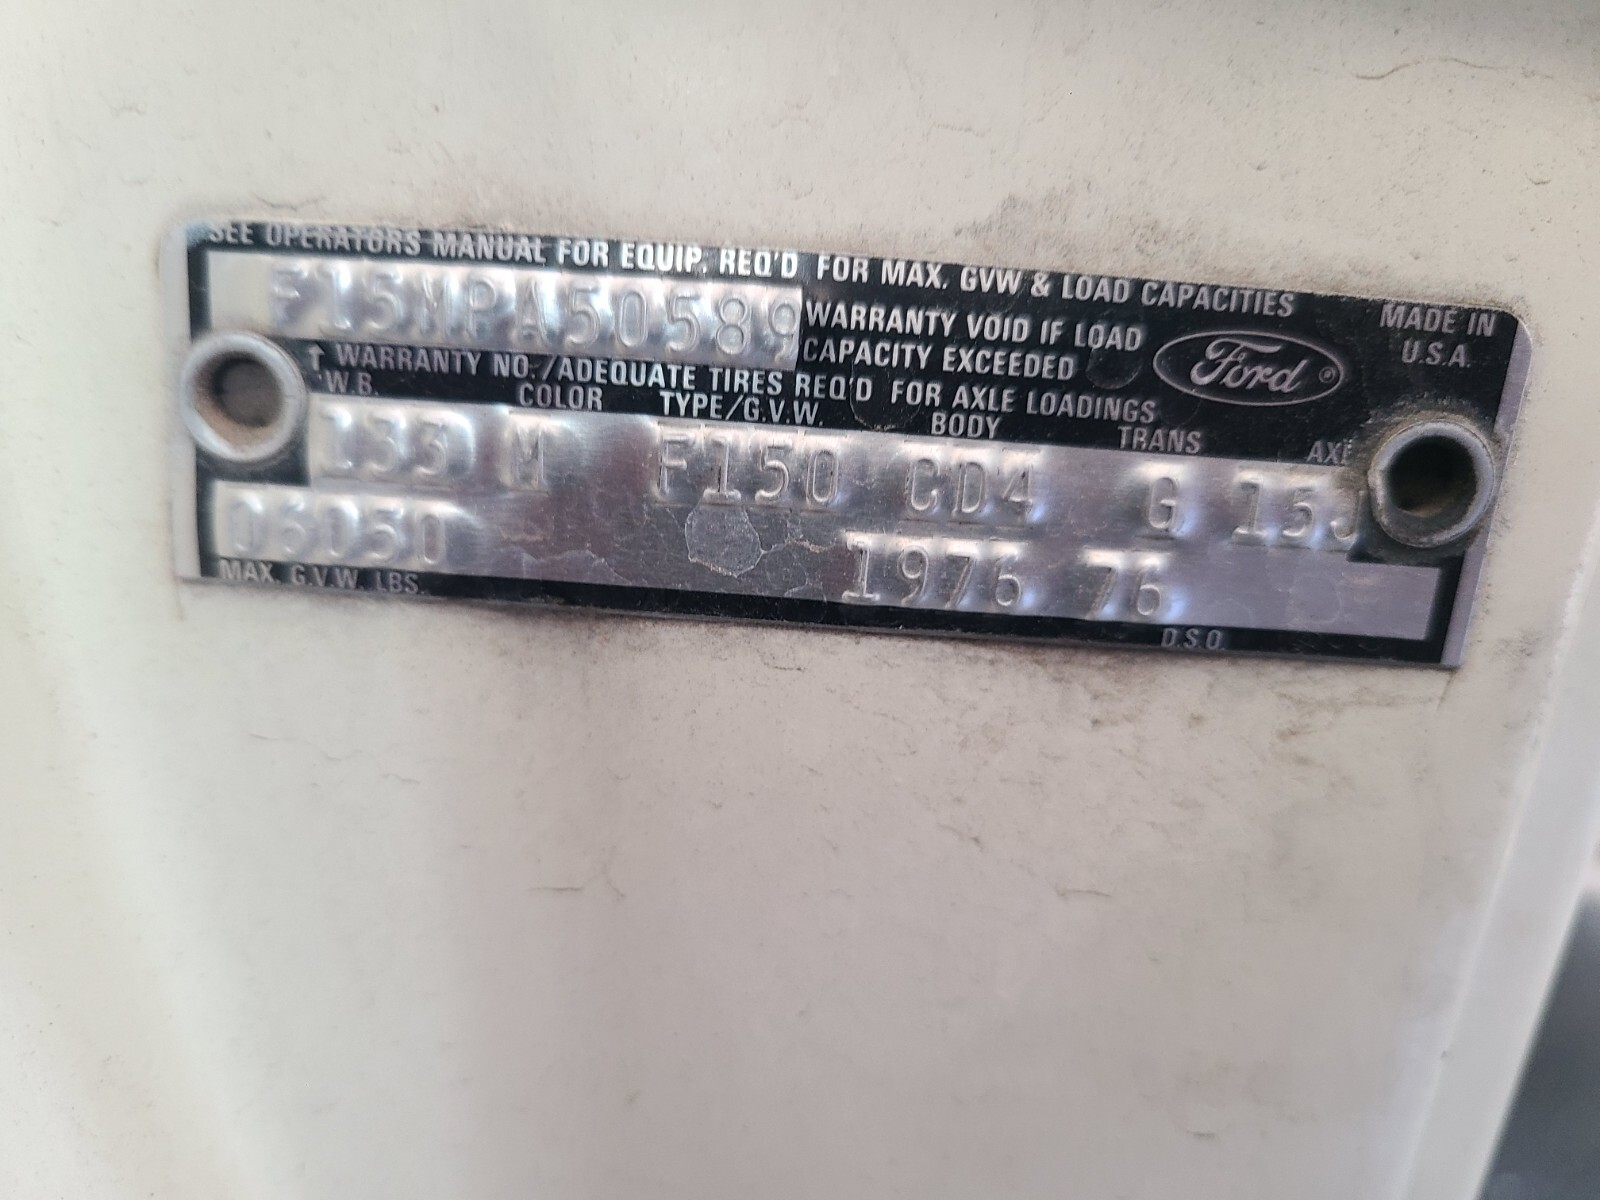 SEE OPERATORS MANUAL FOR EQUIP. REQ'D FOR MAX. GVW & LOAD CAPACITIES
F15MPA50589
WARRANTY VOID IF LOAD
CAPACITY EXCEEDED
Ford ®
MADE IN
U.S.A.
↑ WARRANTY NO./ADEQUATE TIRES REQ'D FOR AXLE LOADINGS
W.B. COLOR TYPE/G.V.W. BODY TRANS
133 M F150 CD4 G 15J
06050 1976 76
MAX. G.V.W. LBS. D.S.O.